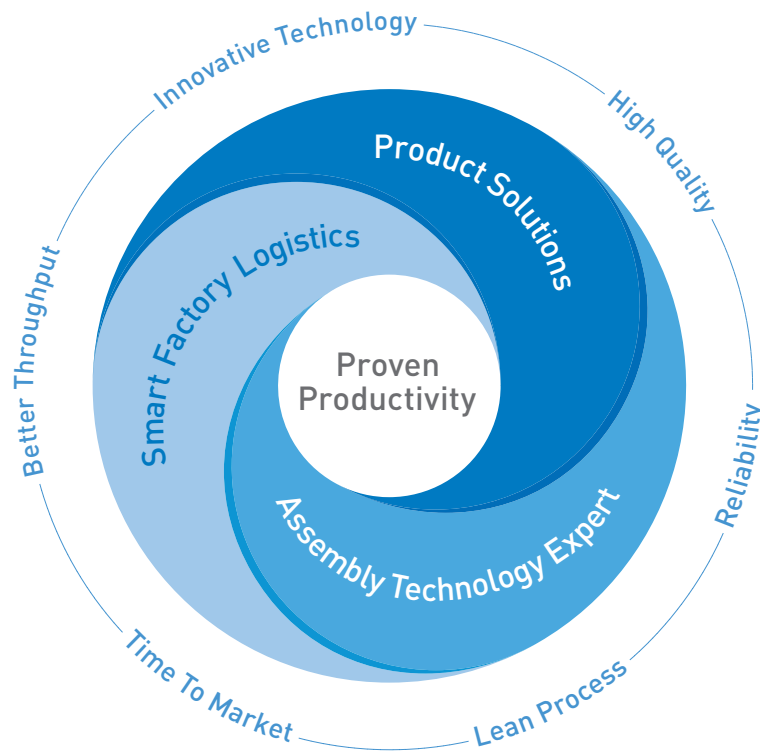 Innovative Technology
High Quality
Reliability
Lean Process
Time To Market
Better Throughput
Product Solutions
Assembly Technology Expert
Smart Factory Logistics
Proven
Productivity